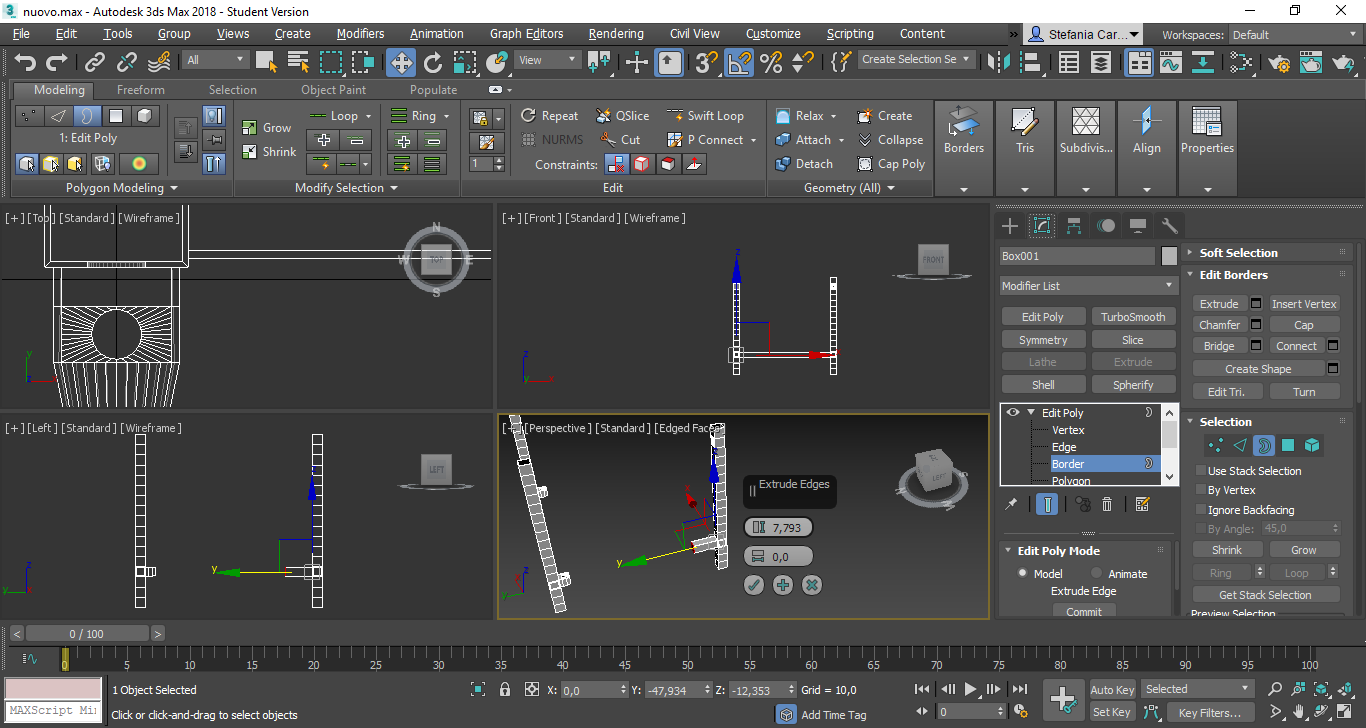 nuovo.max - Autodesk 3ds Max 2018 - Student Version
File Edit Tools Group Views Create Modifiers Animation Graph Editors Rendering Civil View Customize Scripting Content » Stefania Car... Workspaces: Default
All View Create Selection Se
Modeling Freeform Selection Object Paint Populate
1: Edit Poly
Polygon Modeling
Grow
Shrink
Loop Ring
Modify Selection
1
Repeat QSlice Swift Loop
NURMS Cut P Connect
Constraints:
Edit
Relax Create
Attach Collapse
Detach Cap Poly
Geometry (All)
Borders Tris Subdivis... Align Properties
[+] [Top] [Standard] [Wireframe]
N
W TOP E
S
y
z
[+] [Front] [Standard] [Wireframe]
FRONT
z
z
y x
[+] [Left] [Standard] [Wireframe]
LEFT
z
y
z
y
[Perspective] [Standard] [Edged Faces]
LEFT
Extrude Edges
7,793
0,0
y
z
Box001
Modifier List
Edit Poly TurboSmooth
Symmetry Slice
Lathe Extrude
Shell Spherify
Edit Poly
Vertex
Edge
Border
Polygon
Edit Poly Mode
Model Animate
Extrude Edge
Commit
Soft Selection
Edit Borders
Extrude Insert Vertex
Chamfer Cap
Bridge Connect
Create Shape
Edit Tri. Turn
Selection
Use Stack Selection
By Vertex
Ignore Backfacing
By Angle: 45,0
Shrink Grow
Ring Loop
Get Stack Selection
Preview Selection
< 0 / 100 >
0 5 10 15 20 25 30 35 40 45 50 55 60 65 70 75 80 85 90 95 100
1 Object Selected X: 0,0 Y: -47,934 Z: -12,353 Grid = 10,0 Auto Key Selected
MAXScript Min Click or click-and-drag to select objects Add Time Tag 0 Set Key Key Filters...